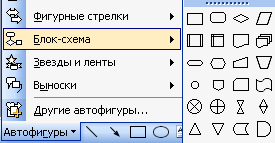 Фигурные стрелки
Блок-схема
Звезды и ленты
Выноски
Другие автофигуры...
Автофигуры